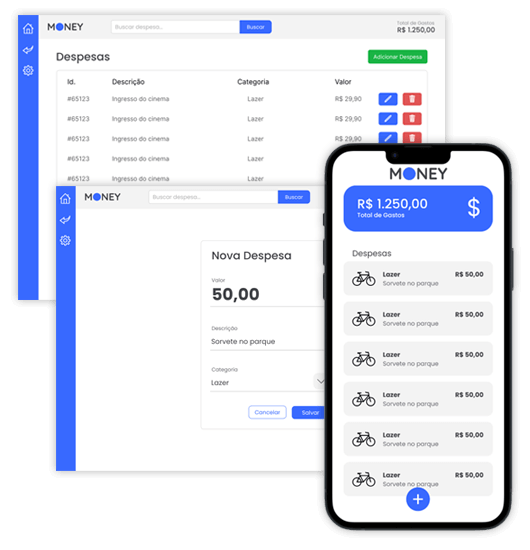 MONEY
Buscar despesa...
Buscar
Total de Gastos
R$ 1.250,00
Despesas
Adicionar Despesa
Id. Descrição Categoria Valor
#65123 Ingresso do cinema Lazer R$ 29,90
#65123 Ingresso do cinema Lazer R$ 29,90
#65123 Ingresso do cinema Lazer R$ 29,90
#65123 Ingresso do cinema Lazer
#65123 Ingresso do cinema Lazer
MONEY
Buscar despesa...
Buscar
Nova Despesa
Valor
50,00
Descrição
Sorvete no parque
Categoria
Lazer
Cancelar
Salvar
MONEY
R$ 1.250,00
Total de Gastos
$
Despesas
Lazer R$ 50,00
Sorvete no parque
Lazer R$ 50,00
Sorvete no parque
Lazer R$ 50,00
Sorvete no parque
Lazer R$ 50,00
Sorvete no parque
Lazer R$ 50,00
Sorvete no parque
Lazer R$ 50,00
Sorvete no parque
+